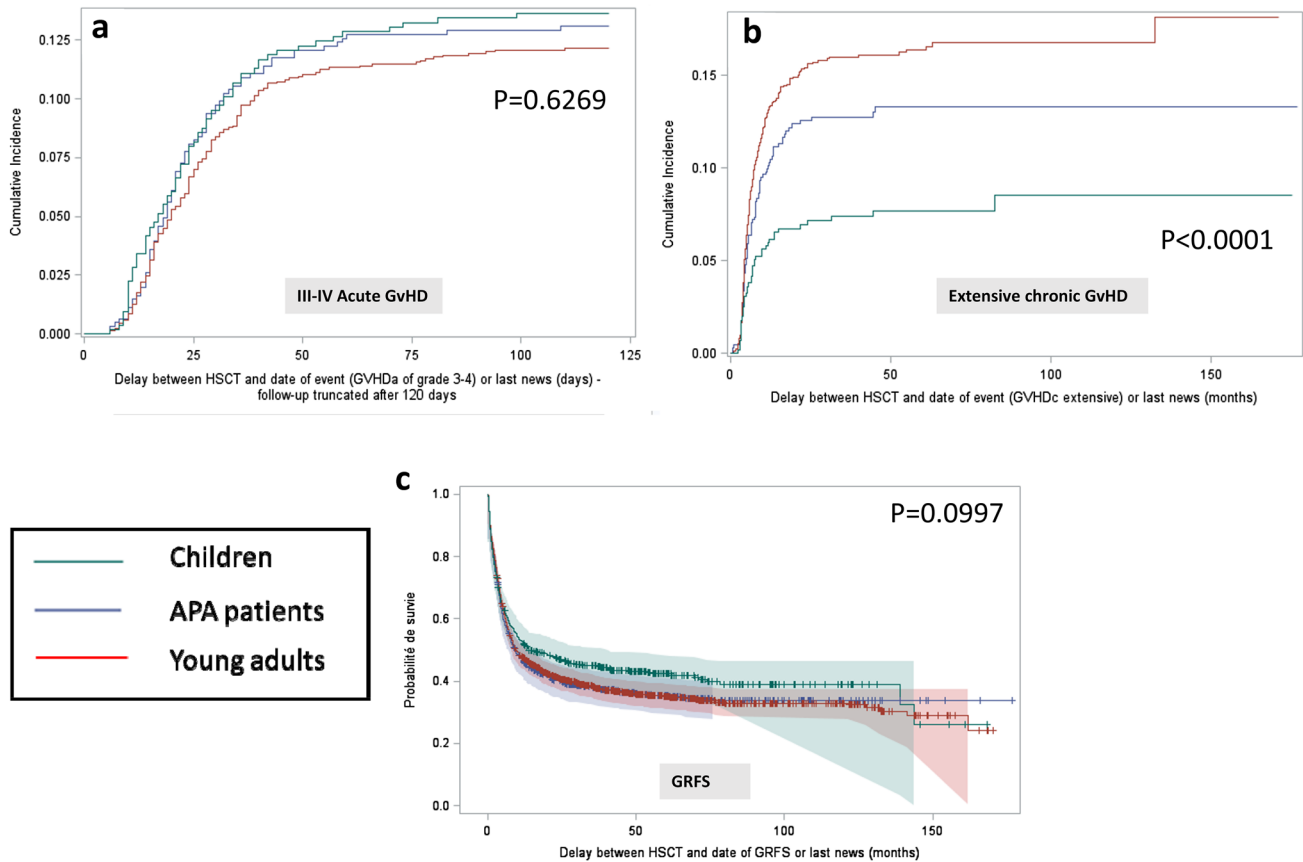 a
Cumulative Incidence
0.125
0.100
0.075
0.050
0.025
0.000
P=0.6269
III-IV Acute GvHD
0
25
50
75
100
125
Delay between HSCT and date of event (GVHDa of grade 3-4) or last news (days) -
follow-up truncated after 120 days
b
Cumulative Incidence
0.15
0.10
0.05
0.00
P<0.0001
Extensive chronic GvHD
0
50
100
150
Delay between HSCT and date of event (GVHDc extensive) or last news (months)
Children
APA patients
Young adults
c
Probabilité de survie
1.0
0.8
0.6
0.4
0.2
0.0
P=0.0997
GRFS
0
50
100
150
Delay between HSCT and date of GRFS or last news (months)